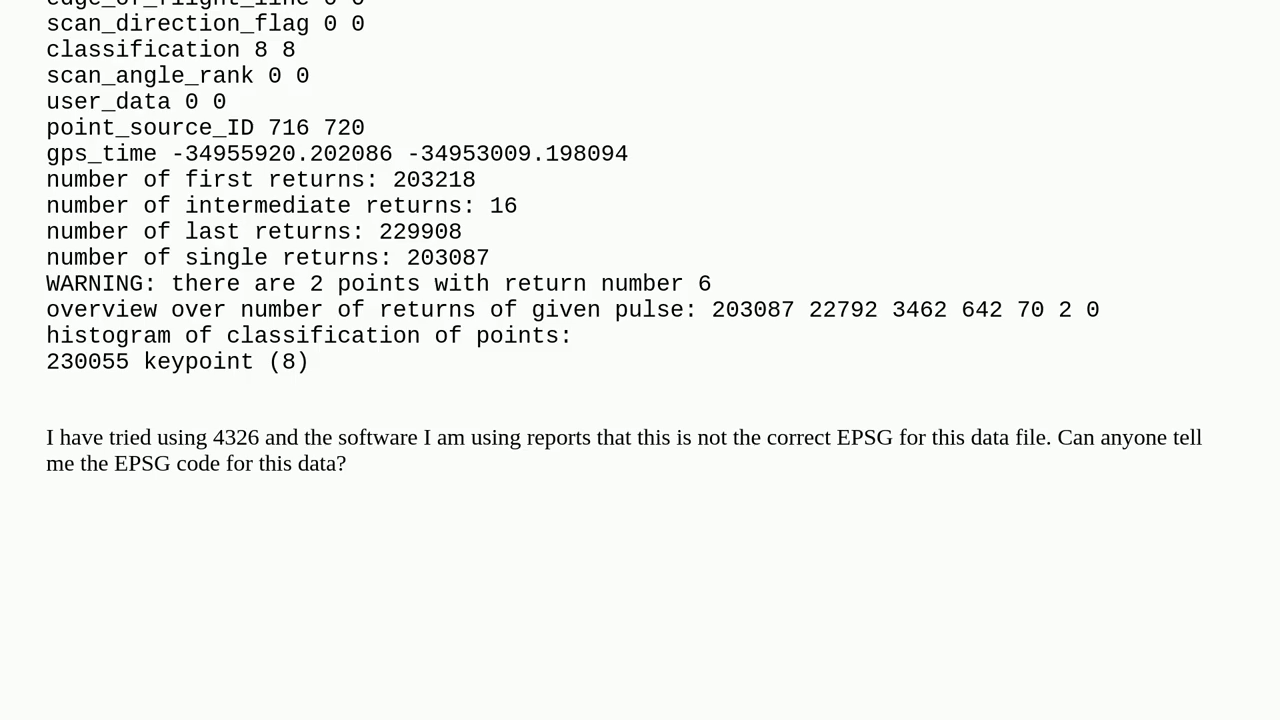 edge_of_flight_line 0 0
scan_direction_flag 0 0
classification 8 8
scan_angle_rank 0 0
user_data 0 0
point_source_ID 716 720
gps_time -34955920.202086 -34953009.198094
number of first returns: 203218
number of intermediate returns: 16
number of last returns: 229908
number of single returns: 203087
WARNING: there are 2 points with return number 6
overview over number of returns of given pulse: 203087 22792 3462 642 70 2 0
histogram of classification of points:
230055 keypoint (8)
I have tried using 4326 and the software I am using reports that this is not the correct EPSG for this data file. Can anyone tell
me the EPSG code for this data?